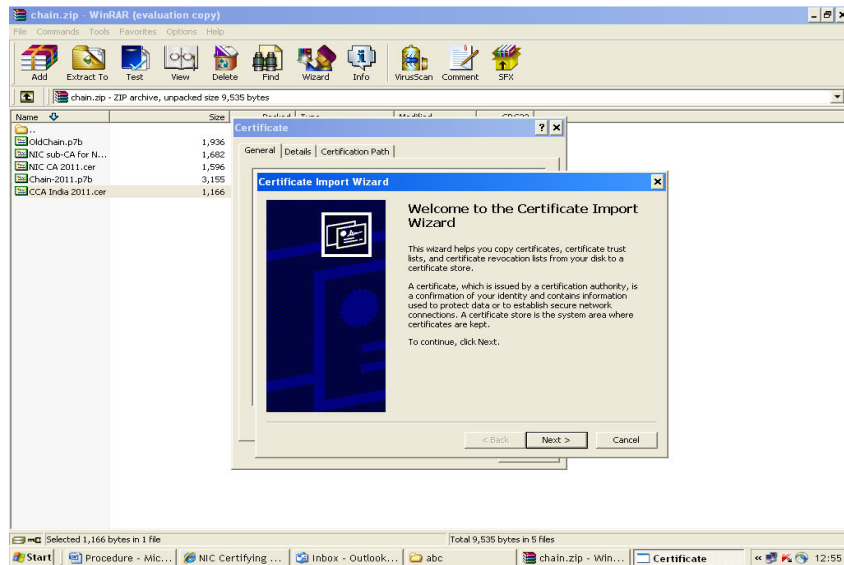 chain.zip - WinRAR (evaluation copy)
File Commands Tools Favorites Options Help
Add Extract To Test View Delete Find Wizard Info VirusScan Comment SFX
chain.zip - ZIP archive, unpacked size 9,535 bytes
Name Size Packed Type Modified CRC32
..
OldChain.p7b 1,936
NIC sub-CA for N... 1,682
NIC CA 2011.cer 1,596
Chain-2011.p7b 3,155
CCA India 2011.cer 1,166
Certificate
General Details Certification Path
Certificate Import Wizard
Welcome to the Certificate Import
Wizard
This wizard helps you copy certificates, certificate trust
lists, and certificate revocation lists from your disk to a
certificate store.
A certificate, which is issued by a certification authority, is
a confirmation of your identity and contains information
used to protect data or to establish secure network
connections. A certificate store is the system area where
certificates are kept.
To continue, click Next.
< Back Next > Cancel
Selected 1,166 bytes in 1 file Total 9,535 bytes in 5 files
Start Procedure - Mic... NIC Certifying ... Inbox - Outlook... abc chain.zip - Win... Certificate « 12:55